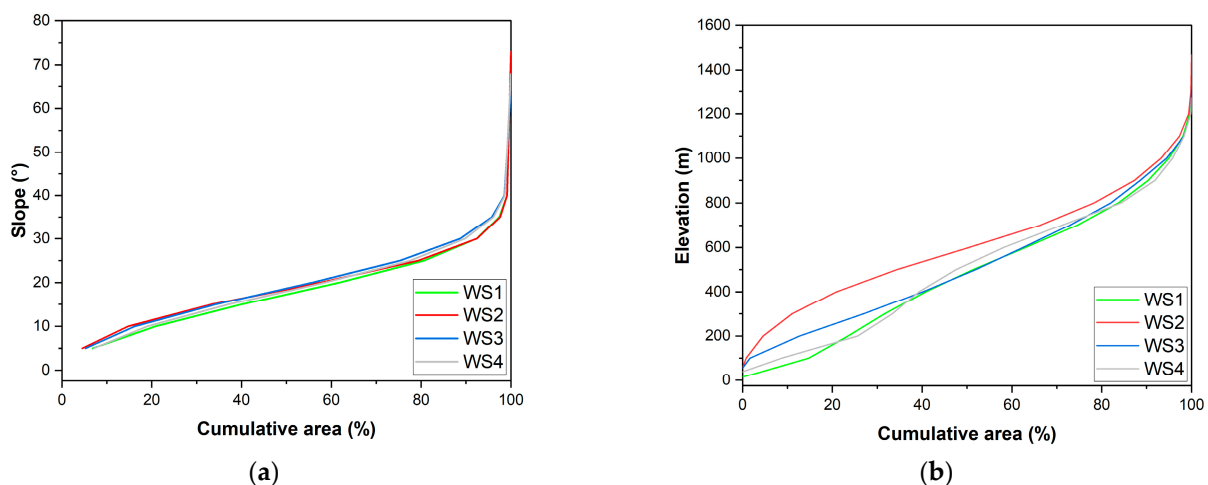 80
70
60
50
40
30
20
10
0
Slope (°)
0 20 40 60 80 100
Cumulative area (%)
WS1
WS2
WS3
WS4
(a)
1600
1400
1200
1000
800
600
400
200
0
Elevation (m)
0 20 40 60 80 100
Cumulative area (%)
WS1
WS2
WS3
WS4
(b)